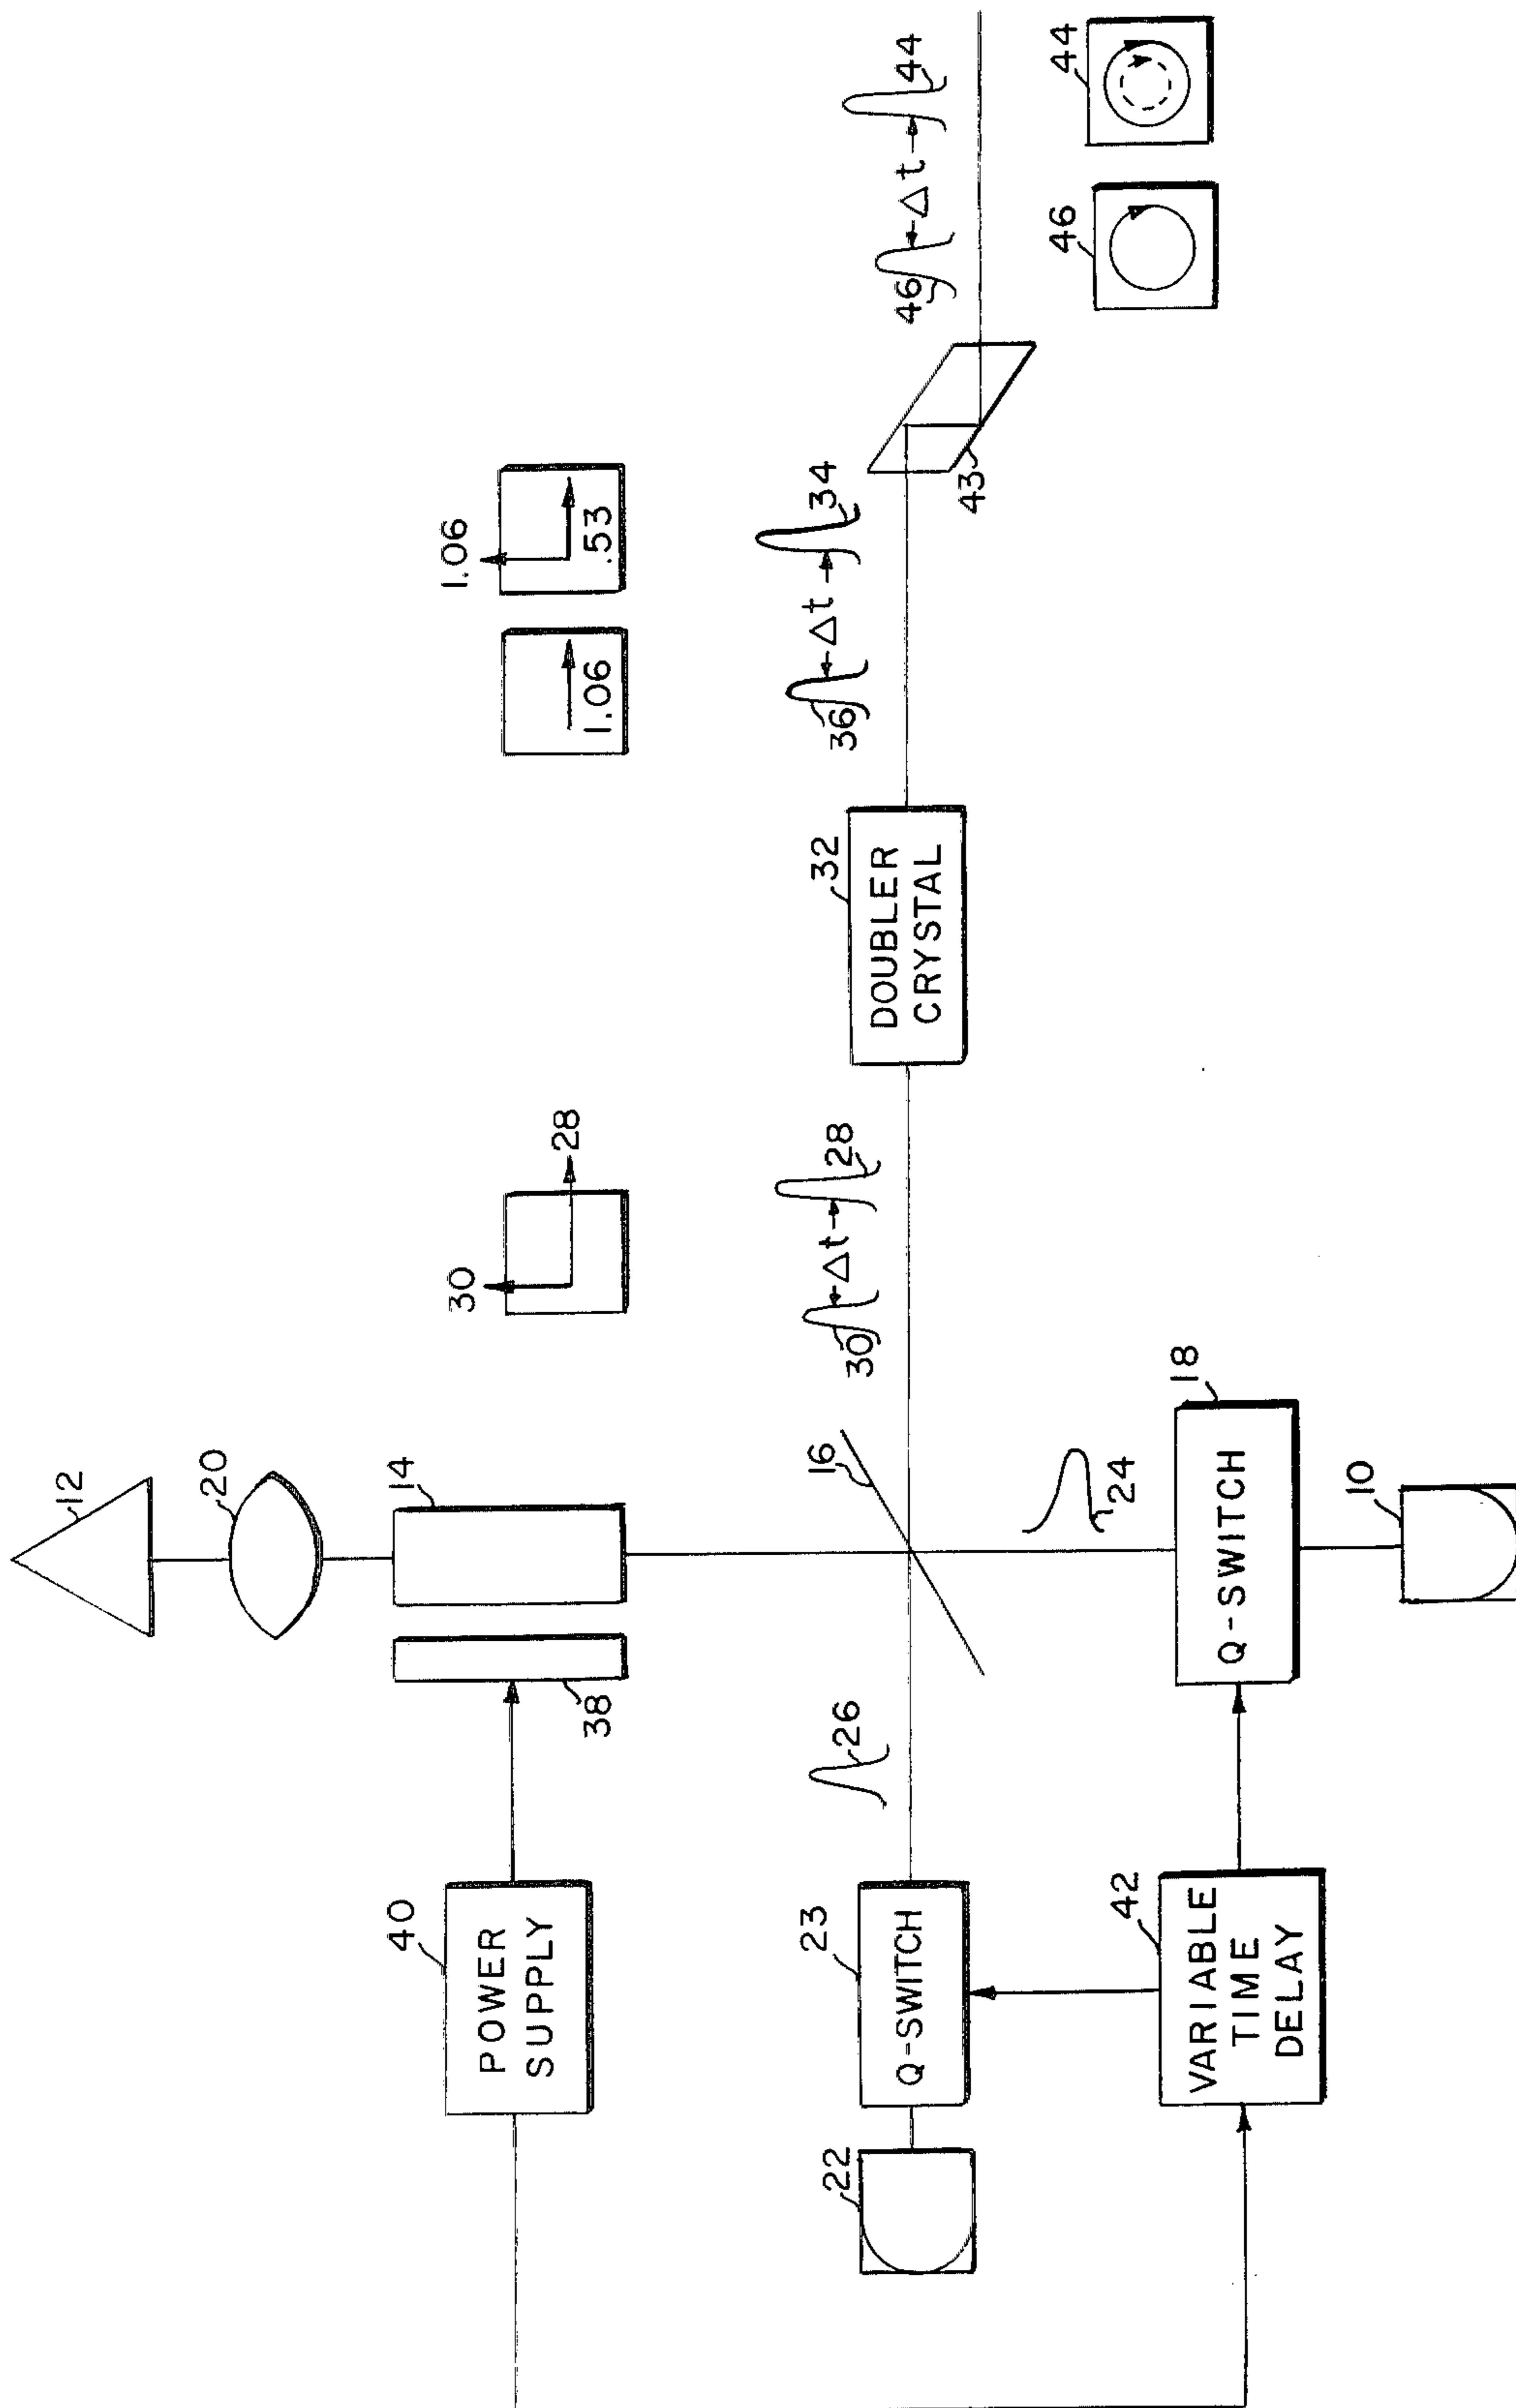 12
20
14
38
40
POWER
SUPPLY
30
28
1.06
1.06
.53
16
26
30
Δt
28
32
DOUBLER
CRYSTAL
36
Δt
34
43
46
Δt
44
23
Q-SWITCH
22
24
18
Q-SWITCH
10
42
VARIABLE
TIME
DELAY
46
44